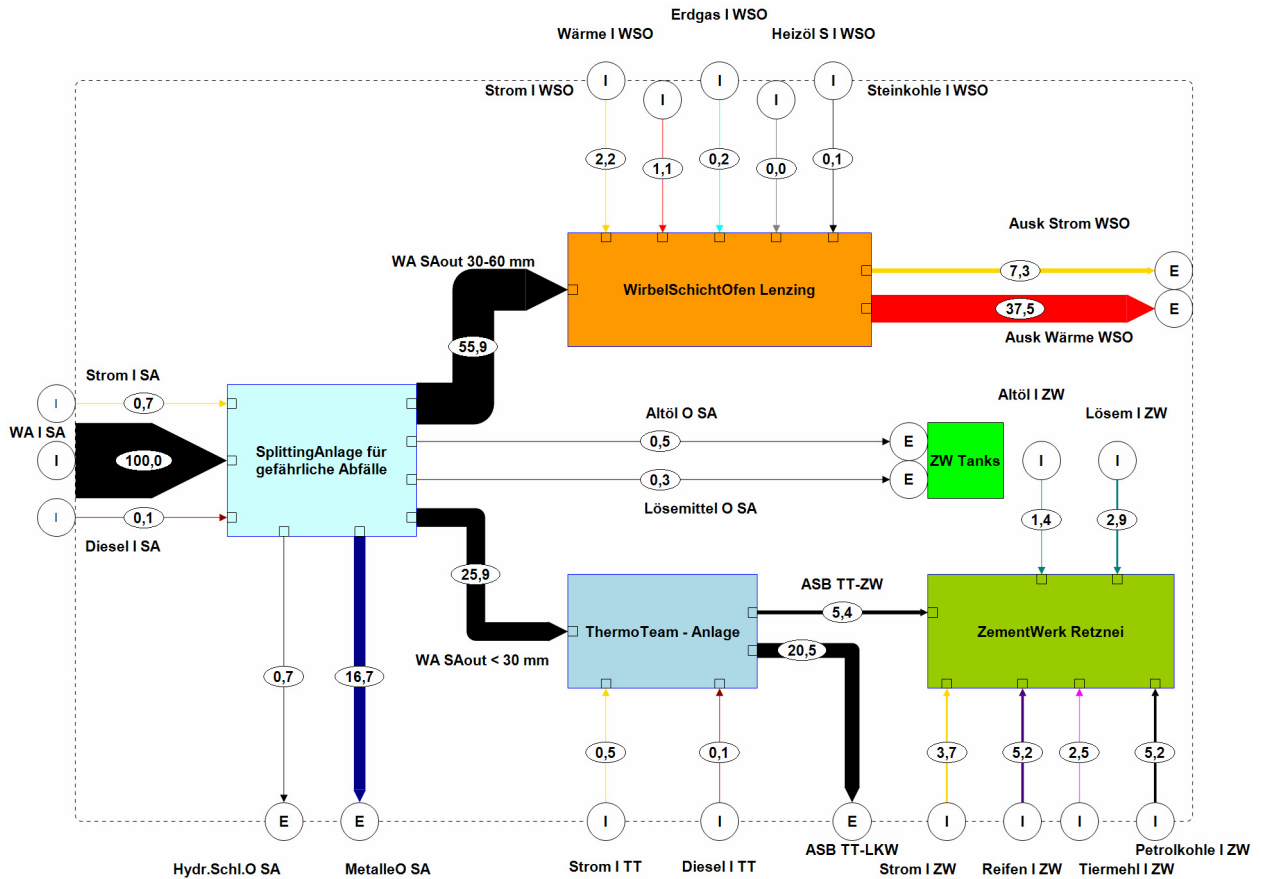 Erdgas I WSO
Wärme I WSO
Heizöl S I WSO
Strom I WSO
I
I
I
I
I
Steinkohle I WSO
2,2
1,1
0,2
0,0
0,1
WA SAout 30-60 mm
WirbelSchichtOfen Lenzing
Ausk Strom WSO
7,3
E
37,5
E
Ausk Wärme WSO
55,9
Strom I SA
I
0,7
WA I SA
I
100,0
SplittingAnlage für
gefährliche Abfälle
I
0,1
Diesel I SA
Altöl O SA
0,5
E
0,3
E
Lösemittel O SA
ZW Tanks
Altöl I ZW
Lösem I ZW
I
I
1,4
2,9
25,9
WA SAout < 30 mm
ThermoTeam - Anlage
ASB TT-ZW
5,4
20,5
ZementWerk Retznei
0,7
16,7
0,5
0,1
3,7
5,2
2,5
5,2
E
E
I
I
E
I
I
I
I
Hydr.Schl.O SA
MetalleO SA
Strom I TT
Diesel I TT
ASB TT-LKW
Strom I ZW
Reifen I ZW
Tiermehl I ZW
Petrolkohle I ZW